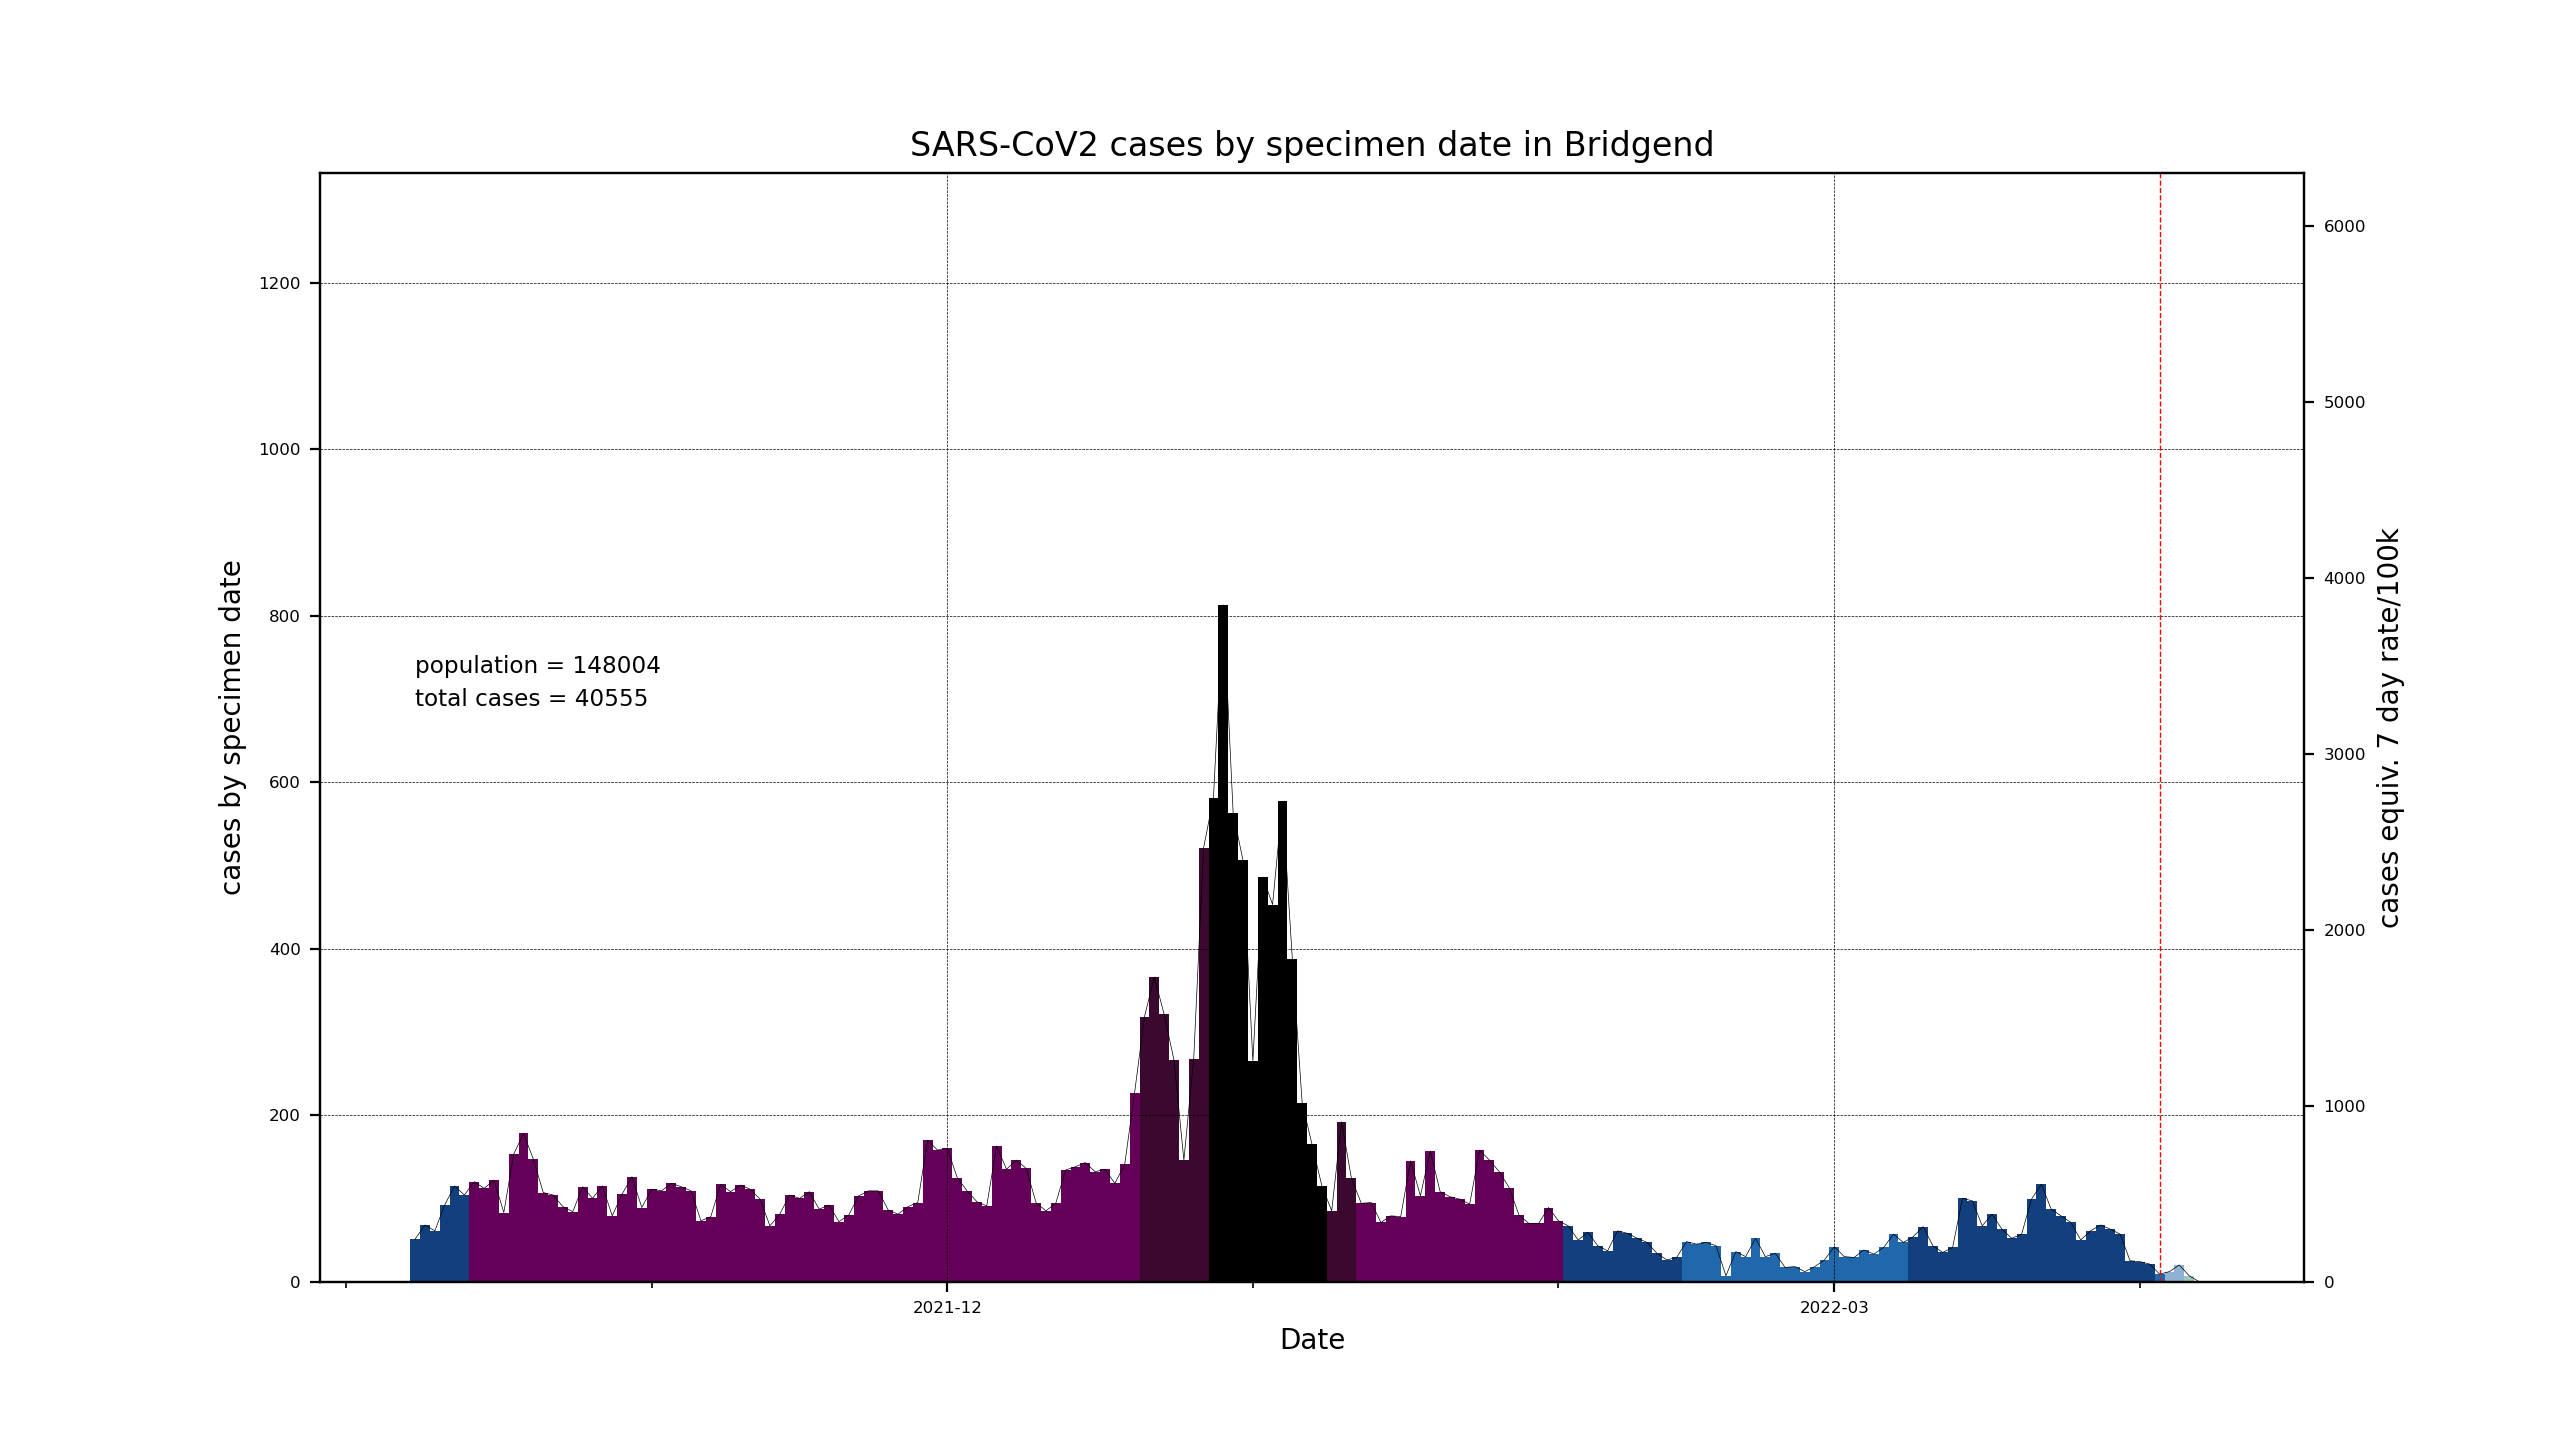 SARS-CoV2 cases by specimen date in Bridgend
cases by specimen date
1200
1000
800
600
400
200
0
population = 148004
total cases = 40555
6000
5000
4000
3000
2000
1000
0
cases equiv. 7 day rate/100k
2021-12
2022-03
Date